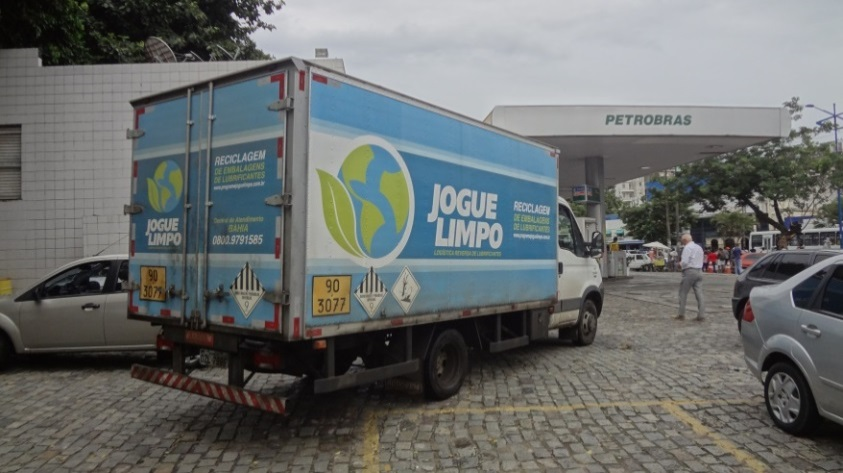 PETROBRAS
RECICLAGEM
DE EMBALAGENS
DE LUBRIFICANTES
JOGUE
LIMPO
Central de Atendimento
BAHIA
0800.9791585
90
3077
JOGUE
LIMPO
LOGÍSTICA REVERSA DE LUBRIFICANTES
RECICLAGEM
DE EMBALAGENS
DE LUBRIFICANTES
90
3077